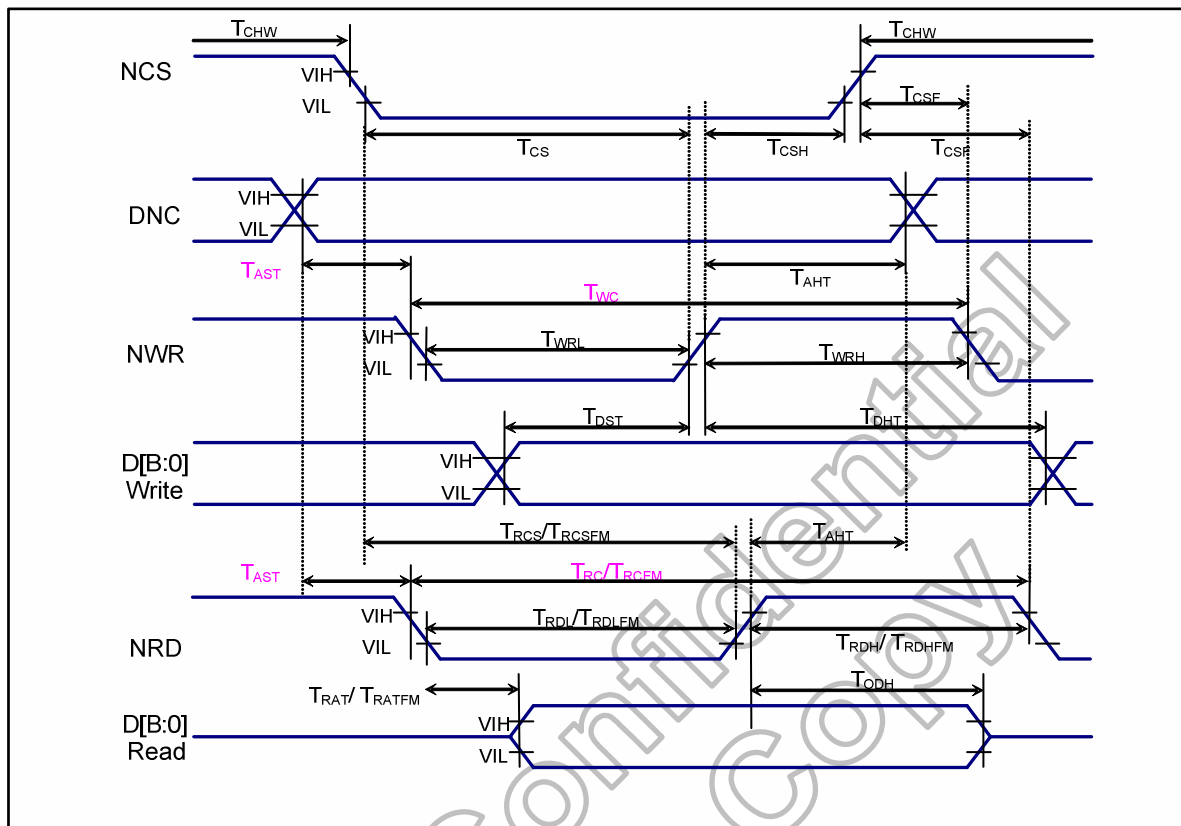 TCHW TCHW
NCS
VIH
VIL
TCSF
TCS TCSH TCSF
DNC
VIH
VIL
TAST TAHT
TWC
NWR
VIH
VIL
TWRL TWRH
TDST TDHT
D[B:0]
Write
VIH
VIL
TRCS/TRCSFM TAHT
TAST TRC/TRCFM
NRD
VIH
VIL
TRDL/TRDLFM TRDH/ TRDHFM
TRAT/ TRATFM TODH
D[B:0]
Read
VIH
VIL
Confidential
Copy